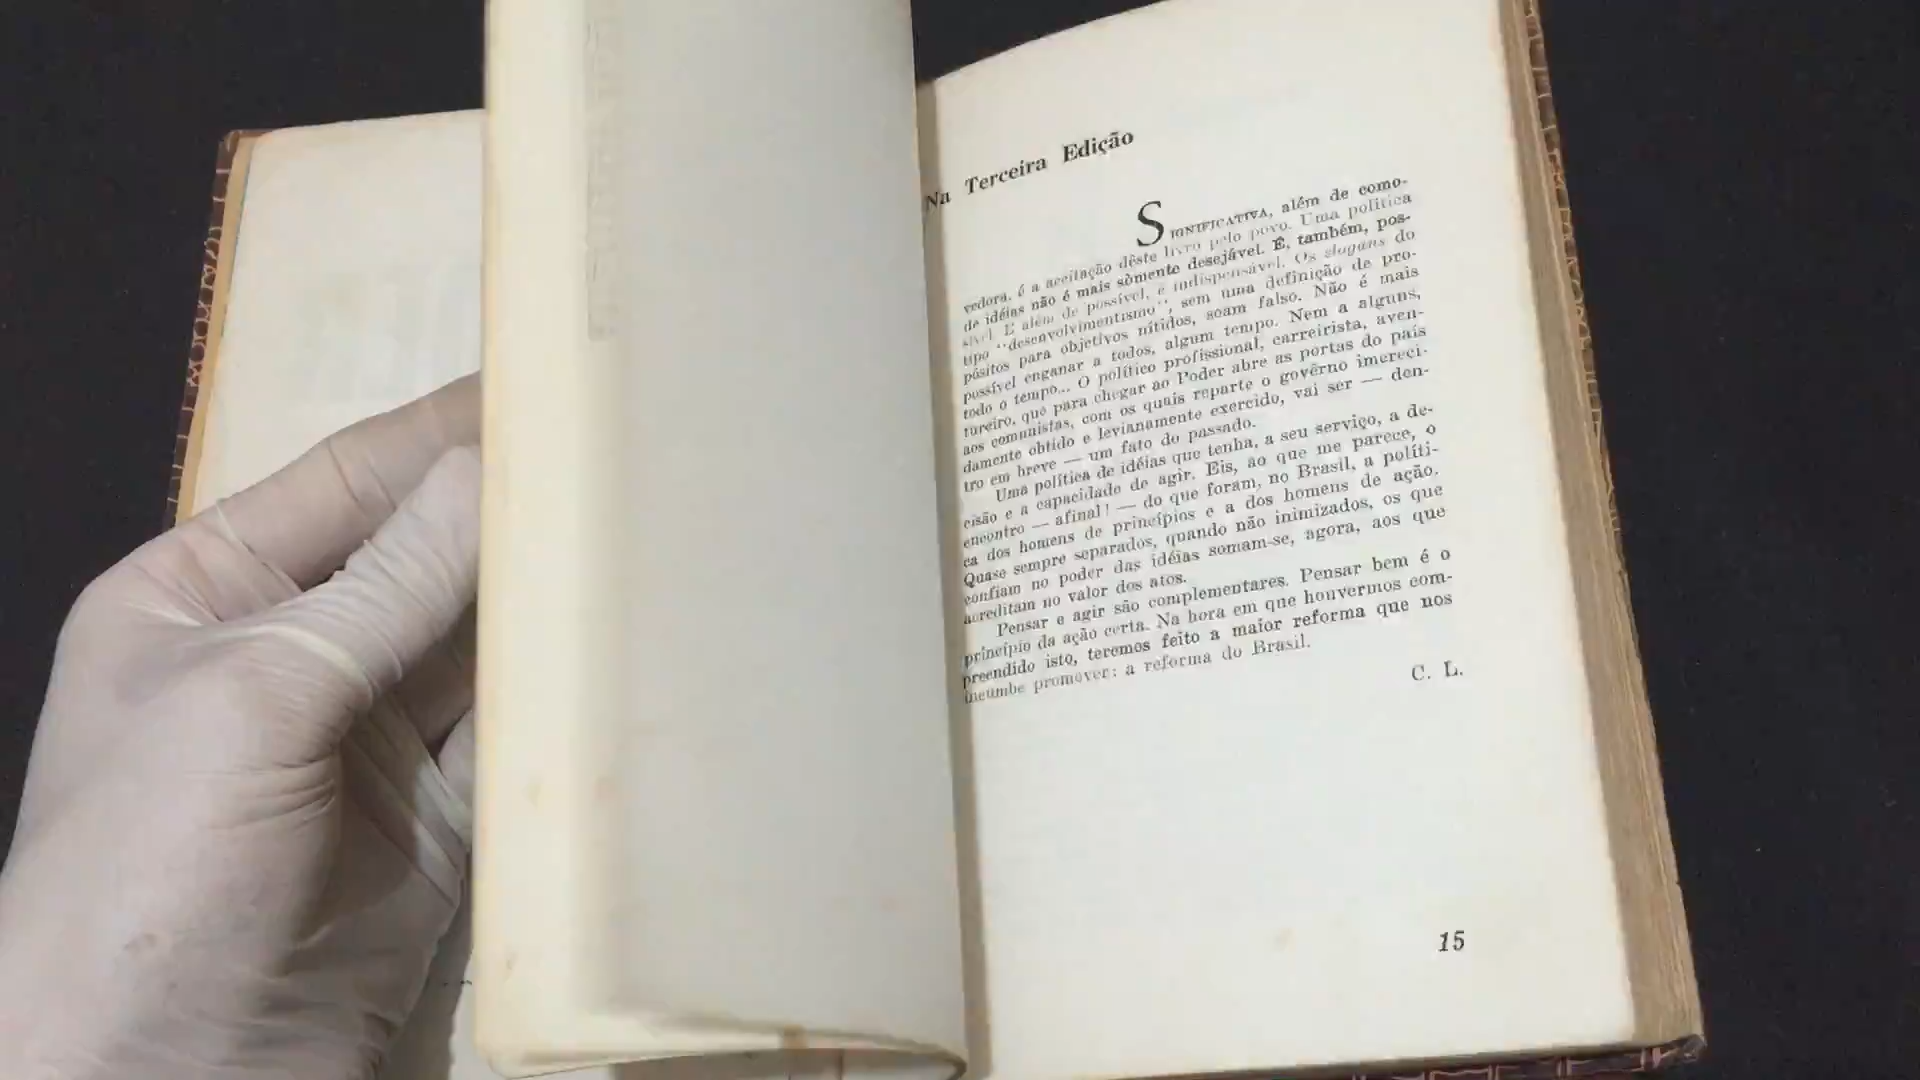 Na Terceira Edição
SIGNIFICATIVA, além de como-
vedora, é a aceitação dêste livro pelo povo. Uma política
de idéias não é mais sòmente desejável. É, também, pos-
sível. E além de possível, é indispensável. Os slogans do
tipo "desenvolvimentismo", sem uma definição de pro-
pósitos para objetivos nítidos, soam falso. Não é mais
possível enganar a todos, algum tempo. Nem a alguns,
todo o tempo... O político profissional, carreirista, aven-
tureiro, que para chegar ao Poder abre as portas do país
aos comunistas, com os quais reparte o govêrno imereci-
damente obtido e levianamente exercido, vai ser — den-
tro em breve — um fato do passado.
Uma política de idéias que tenha, a seu serviço, a de-
cisão e a capacidade de agir. Eis, ao que me parece, o
encontro — afinal! — do que foram, no Brasil, a políti-
ca dos homens de princípios e a dos homens de ação.
Quase sempre separados, quando não inimizados, os que
confiam no poder das idéias somam-se, agora, aos que
acreditam no valor dos atos.
Pensar e agir são complementares. Pensar bem é o
princípio da ação certa. Na hora em que houvermos com-
preendido isto, teremos feito a maior reforma que nos
incumbe promover: a reforma do Brasil.
C. L.
15